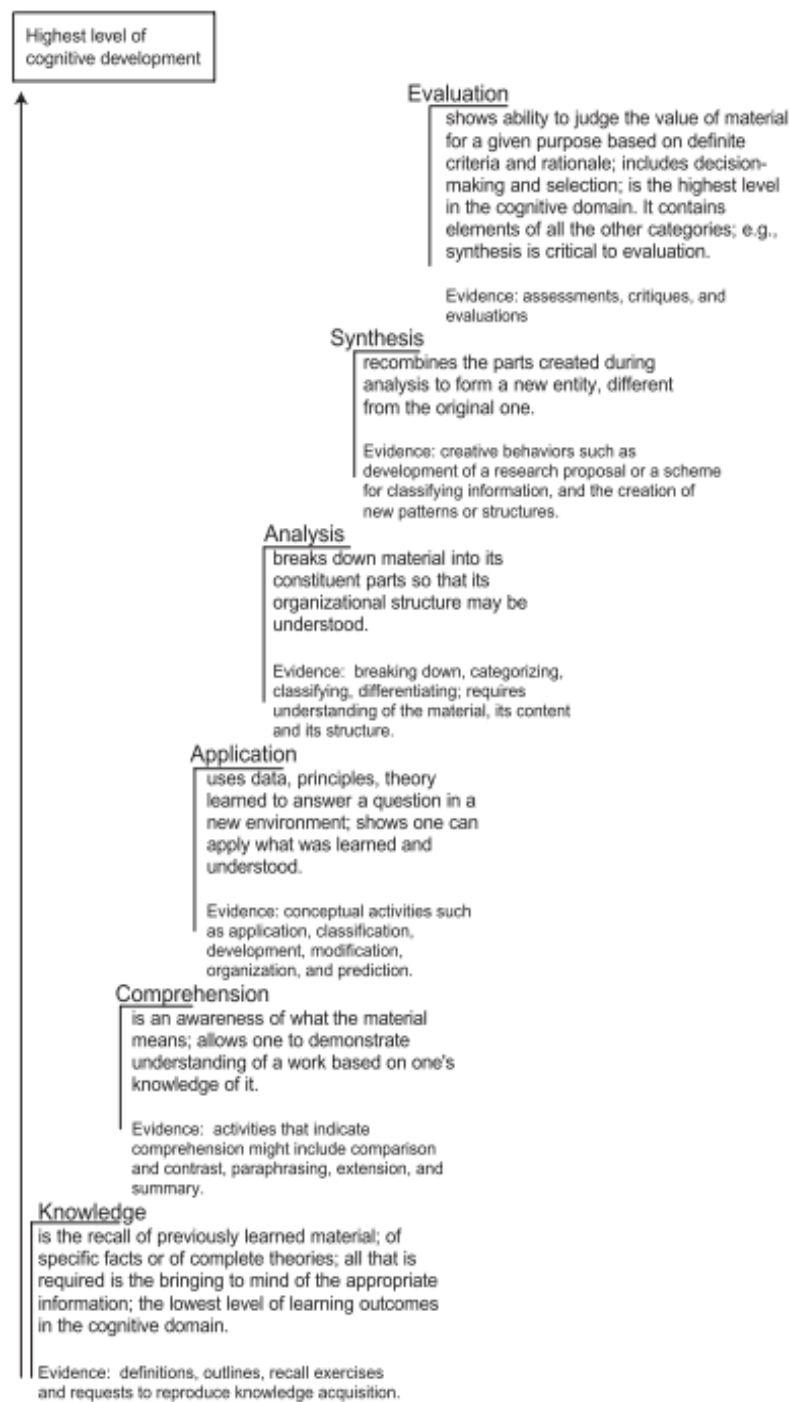 Highest level of
cognitive development
Evaluation
shows ability to judge the value of material
for a given purpose based on definite
criteria and rationale; includes decision-
making and selection; is the highest level
in the cognitive domain. It contains
elements of all the other categories; e.g.,
synthesis is critical to evaluation.
Evidence: assessments, critiques, and
evaluations
Synthesis
recombines the parts created during
analysis to form a new entity, different
from the original one.
Evidence: creative behaviors such as
development of a research proposal or a scheme
for classifying information, and the creation of
new patterns or structures.
Analysis
breaks down material into its
constituent parts so that its
organizational structure may be
understood.
Evidence: breaking down, categorizing,
classifying, differentiating; requires
understanding of the material, its content
and its structure.
Application
uses data, principles, theory
learned to answer a question in a
new environment; shows one can
apply what was learned and
understood.
Evidence: conceptual activities such
as application, classification,
development, modification,
organization, and prediction.
Comprehension
is an awareness of what the material
means; allows one to demonstrate
understanding of a work based on one's
knowledge of it.
Evidence: activities that indicate
comprehension might include comparison
and contrast, paraphrasing, extension, and
summary.
Knowledge
is the recall of previously learned material; of
specific facts or of complete theories; all that is
required is the bringing to mind of the appropriate
information; the lowest level of learning outcomes
in the cognitive domain.
Evidence: definitions, outlines, recall exercises
and requests to reproduce knowledge acquisition.